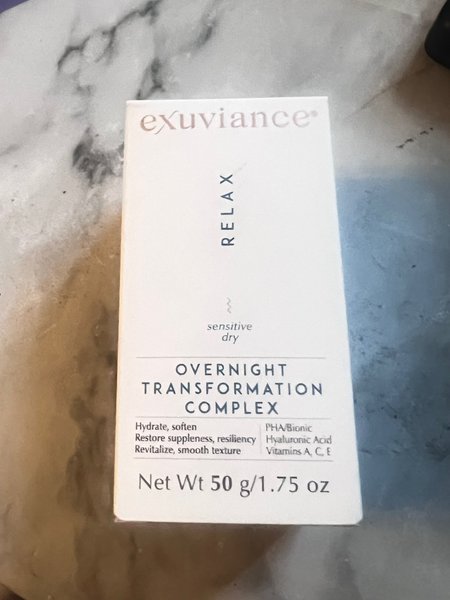 exuviance®
RELAX
sensitive
dry
OVERNIGHT
TRANSFORMATION
COMPLEX
Hydrate, soften
Restore suppleness, resiliency
Revitalize, smooth texture
PHA/Bionic
Hyaluronic Acid
Vitamins A, C, E
Net Wt 50 g/1.75 oz